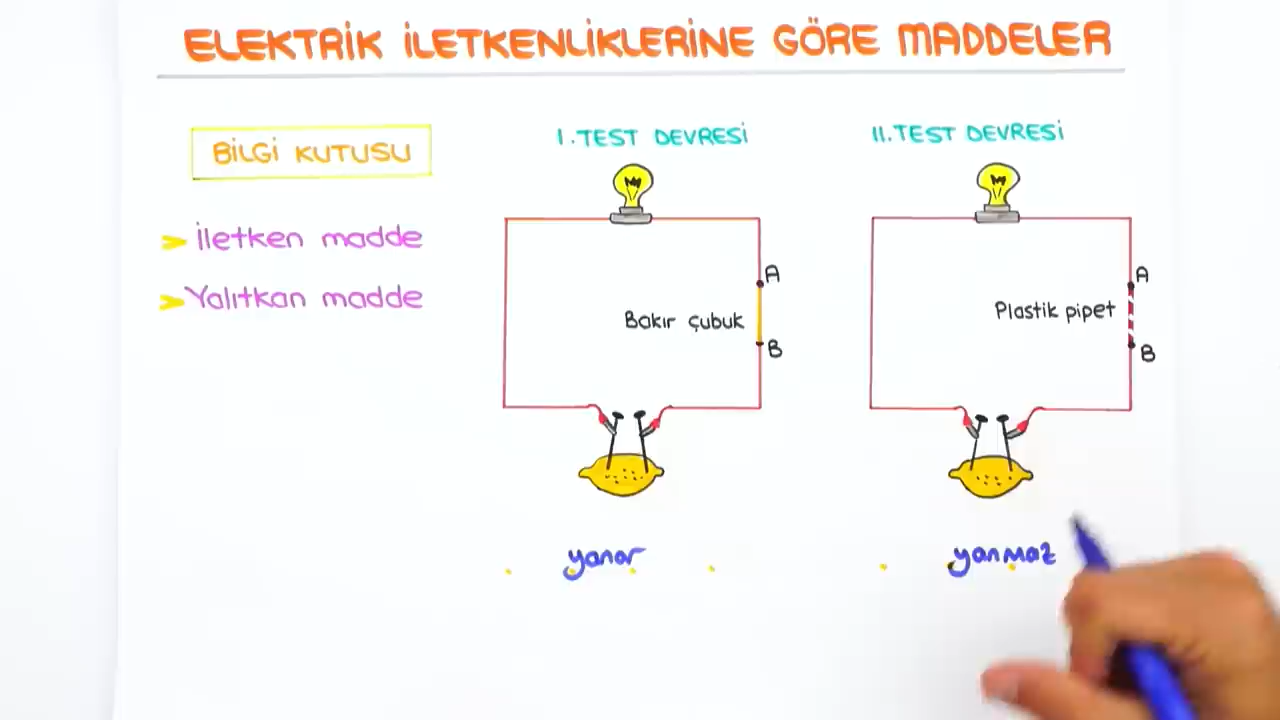 ELEKTRİK İLETKENLİKLERİNE GÖRE MADDELER
BİLGİ KUTUSU
> İletken madde
> Yalıtkan madde
I.TEST DEVRESİ
A
Bakır çubuk
B
yanar
II.TEST DEVRESİ
A
Plastik pipet
B
yanmaz